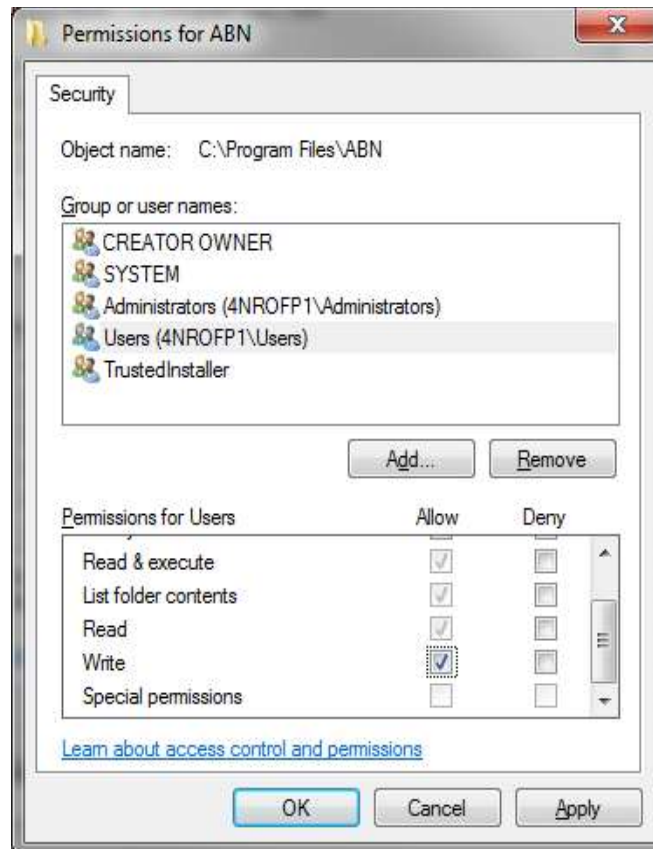 Permissions for ABN
Security
Object name: C:\Program Files\ABN
Group or user names:
CREATOR OWNER
SYSTEM
Administrators (4NROFP1\Administrators)
Users (4NROFP1\Users)
TrustedInstaller
Add... Remove
Permissions for Users Allow Deny
Read & execute
List folder contents
Read
Write
Special permissions
Learn about access control and permissions
OK Cancel Apply